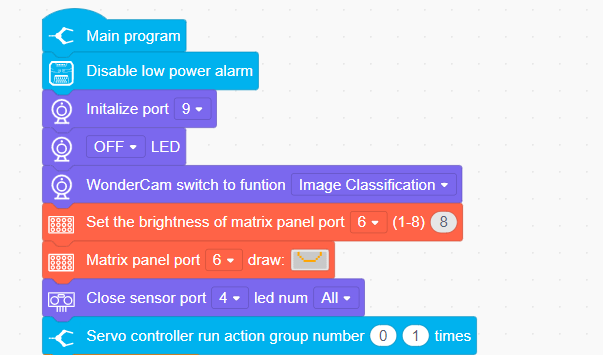 Main program
Disable low power alarm
Initalize port 9
OFF LED
WonderCam switch to funtion Image Classification
Set the brightness of matrix panel port 6 (1-8) 8
Matrix panel port 6 draw:
Close sensor port 4 led num All
Servo controller run action group number 0 1 times